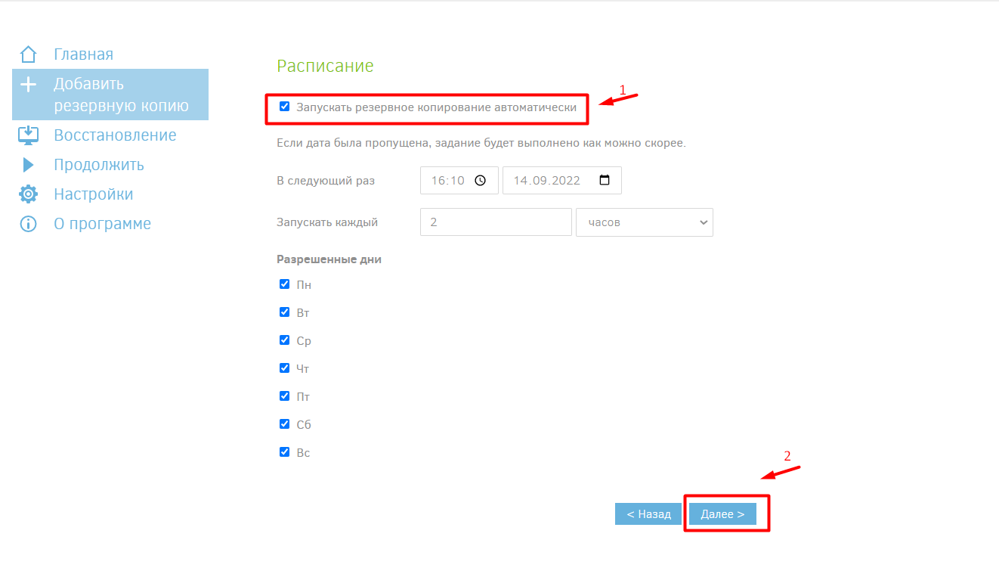 Главная
Добавить
резервную копию
Восстановление
Продолжить
Настройки
О программе
Расписание
Запускать резервное копирование автоматически
1
Если дата была пропущена, задание будет выполнено как можно скорее.
В следующий раз 16:10 14.09.2022
Запускать каждый 2 часов
Разрешенные дни
Пн
Вт
Ср
Чт
Пт
Сб
Вс
2
< Назад Далее >